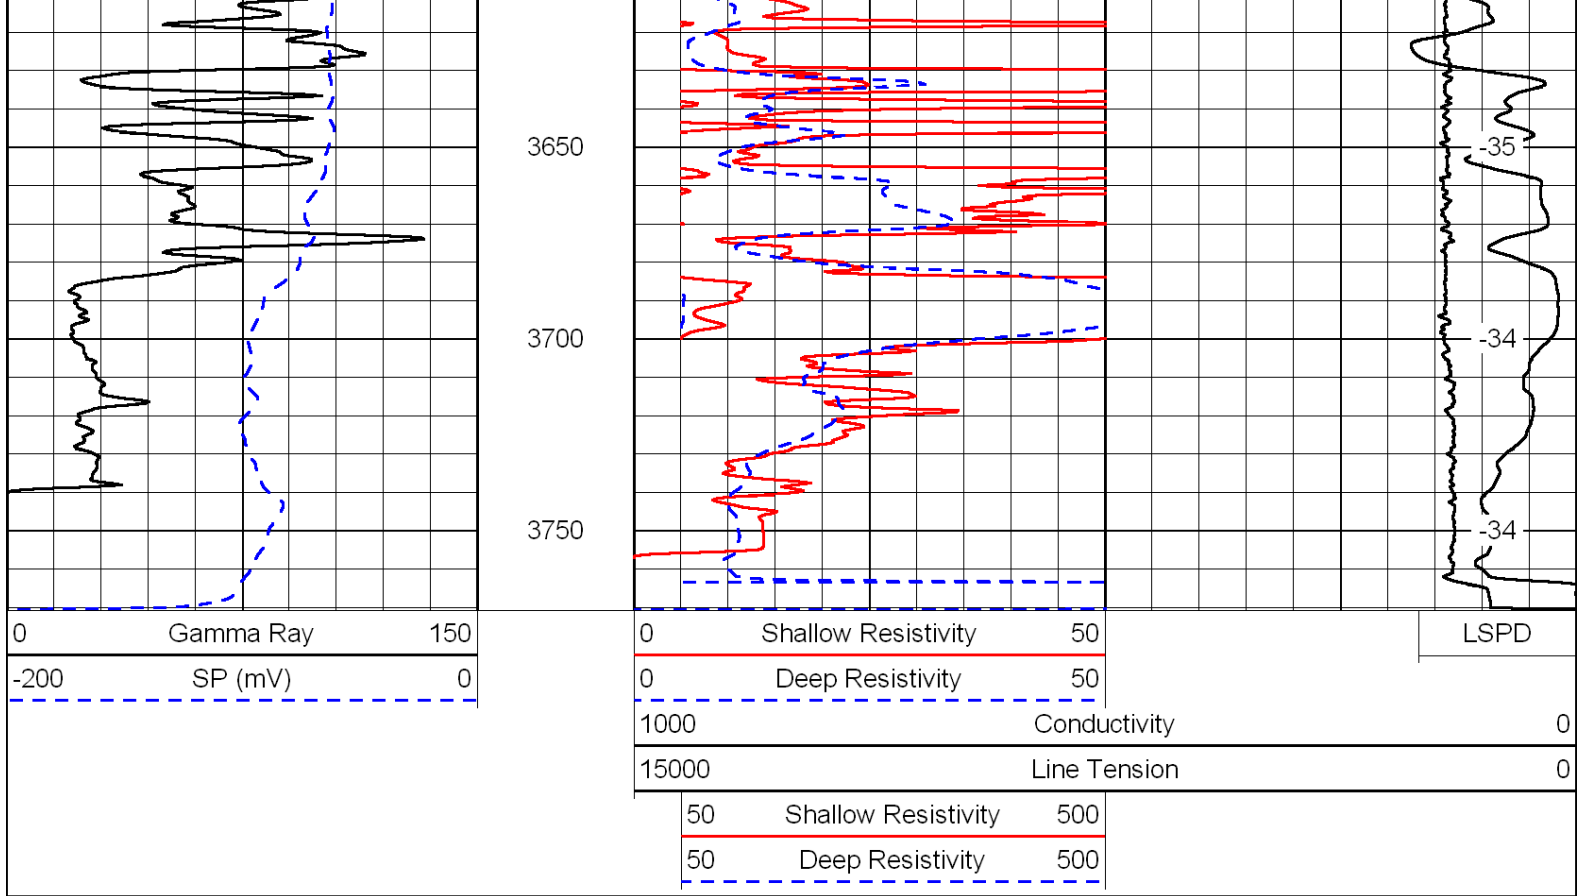 3650 -35
3700 -34
3750 -34
0 Gamma Ray 150 0 Shallow Resistivity 50 LSPD
-200 SP (mV) 0 0 Deep Resistivity 50
1000 Conductivity 0
15000 Line Tension 0
50 Shallow Resistivity 500
50 Deep Resistivity 500